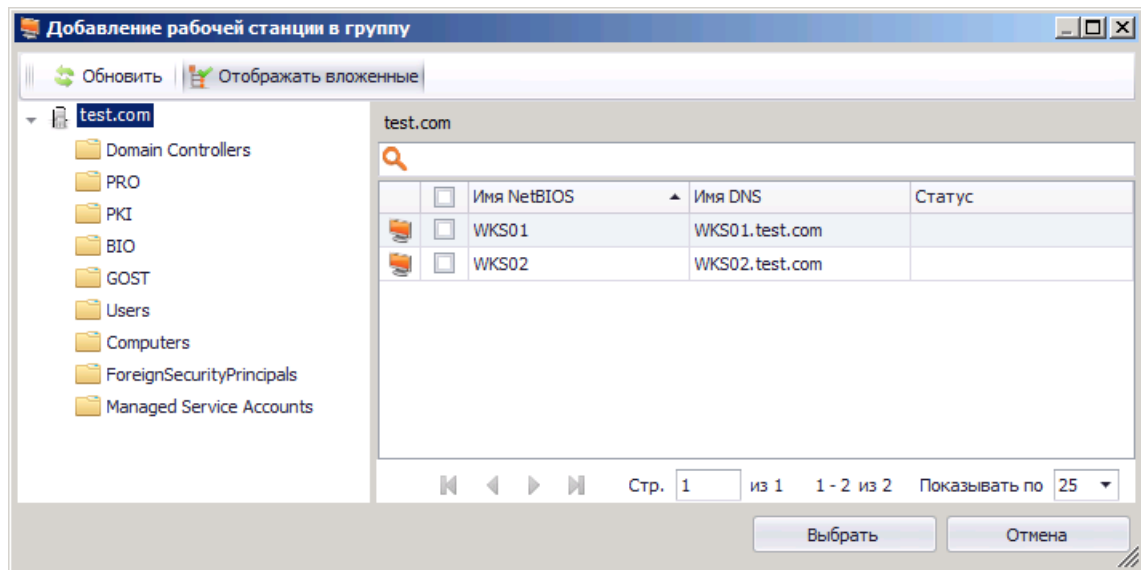 Добавление рабочей станции в группу
Обновить Отображать вложенные
test.com
Domain Controllers
PRO
PKI
BIO
GOST
Users
Computers
ForeignSecurityPrincipals
Managed Service Accounts
test.com
Имя NetBIOS Имя DNS Статус
WKS01 WKS01.test.com
WKS02 WKS02.test.com
Стр. 1 из 1 1 - 2 из 2 Показывать по 25
Выбрать Отмена